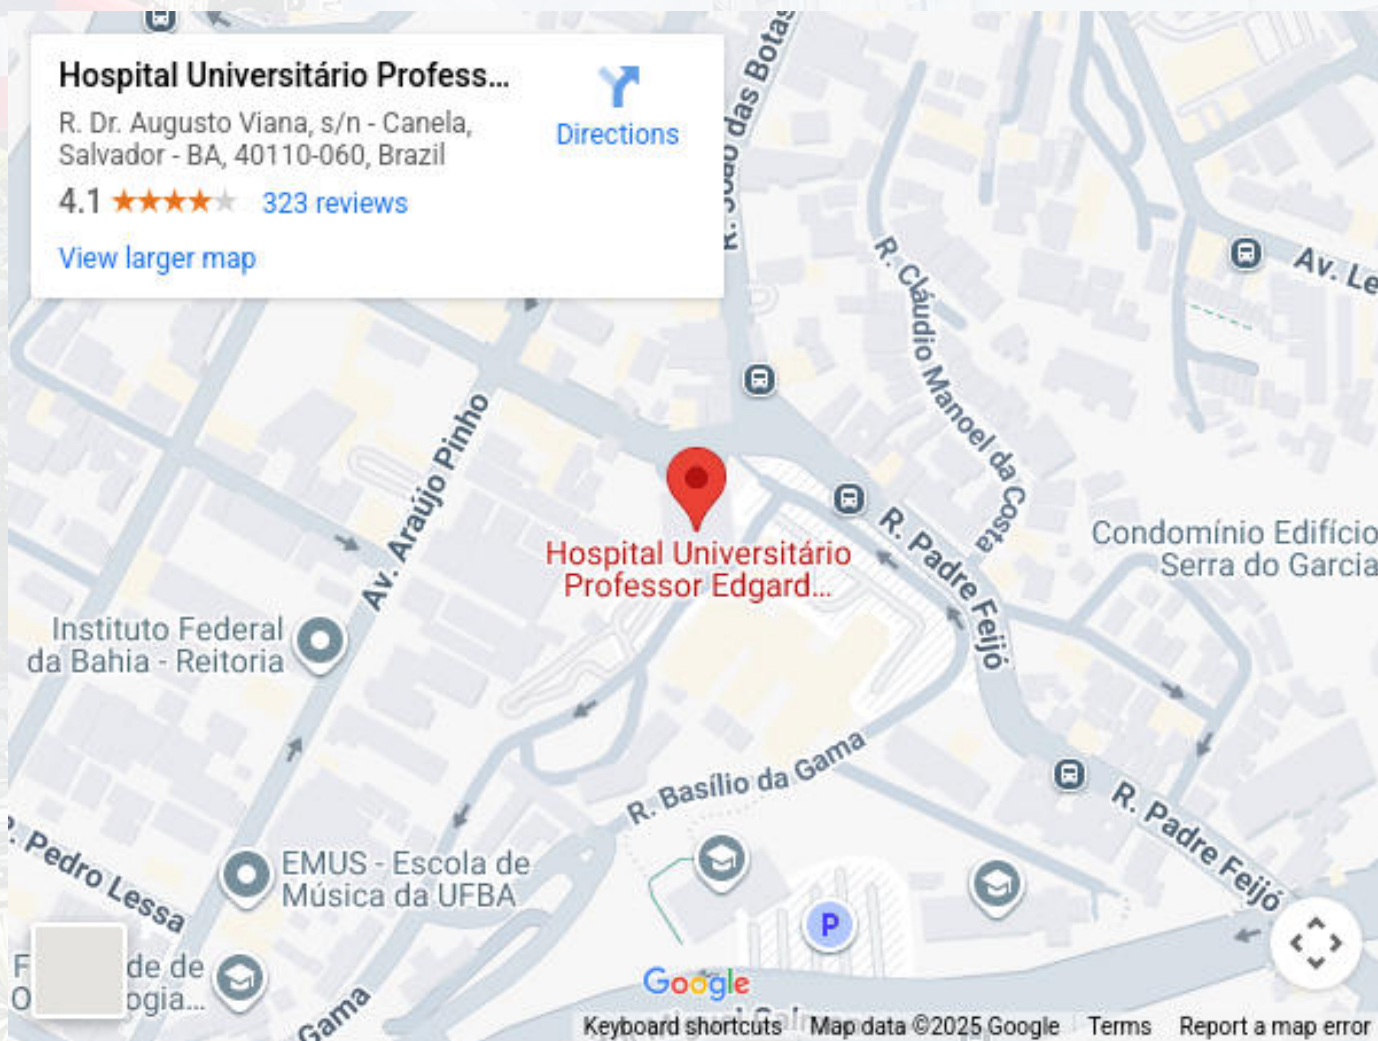 Hospital Universitário Profess...
R. Dr. Augusto Viana, s/n - Canela,
Salvador - BA, 40110-060, Brazil
Directions
4.1
323 reviews
View larger map
R. João das Botas
Av. Le
R. Cláudio Manoel da Costa
Av. Araújo Pinho
Hospital Universitário
Professor Edgard...
R. Padre Feijó
Condomínio Edifício
Serra do Garcia
Instituto Federal
da Bahia - Reitoria
R. Basílio da Gama
R. Padre Feijó
Pedro Lessa
EMUS - Escola de
Música da UFBA
P
F de de
O ogia...
Gama
Google
Keyboard shortcuts
Map data ©2025 Google
Terms
Report a map error